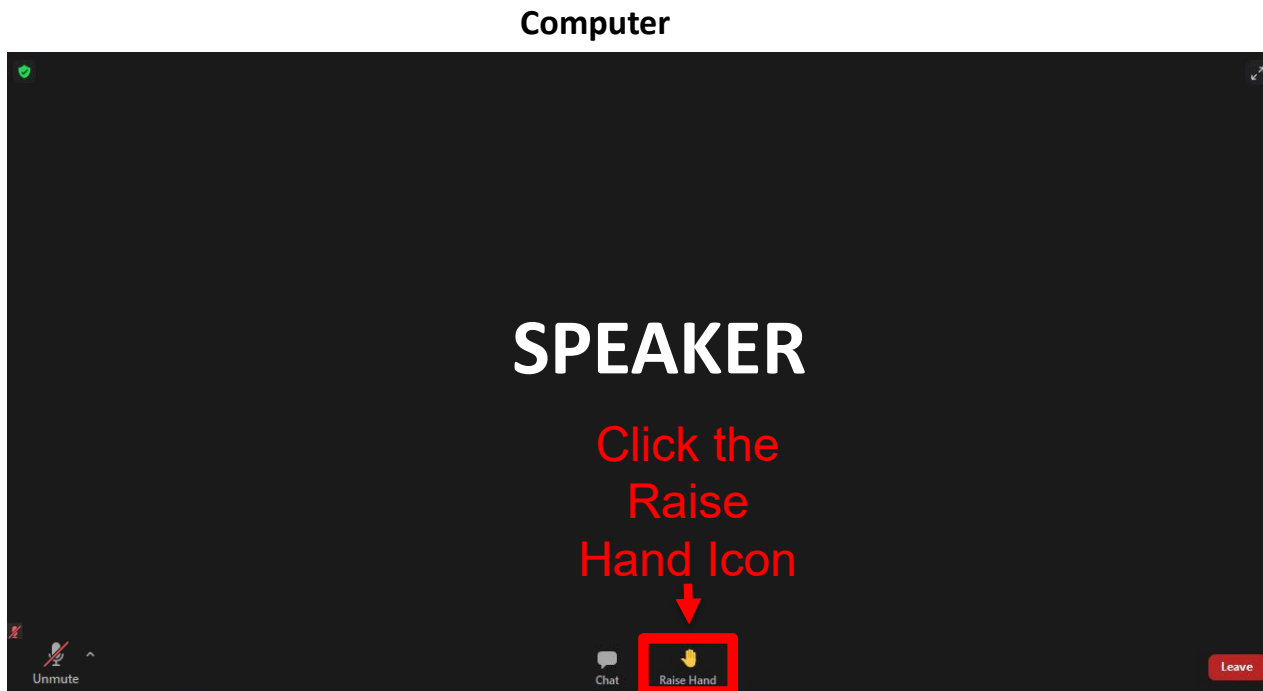 Computer
SPEAKER
Click the
Raise
Hand Icon
Unmute
Chat
Raise Hand
Leave